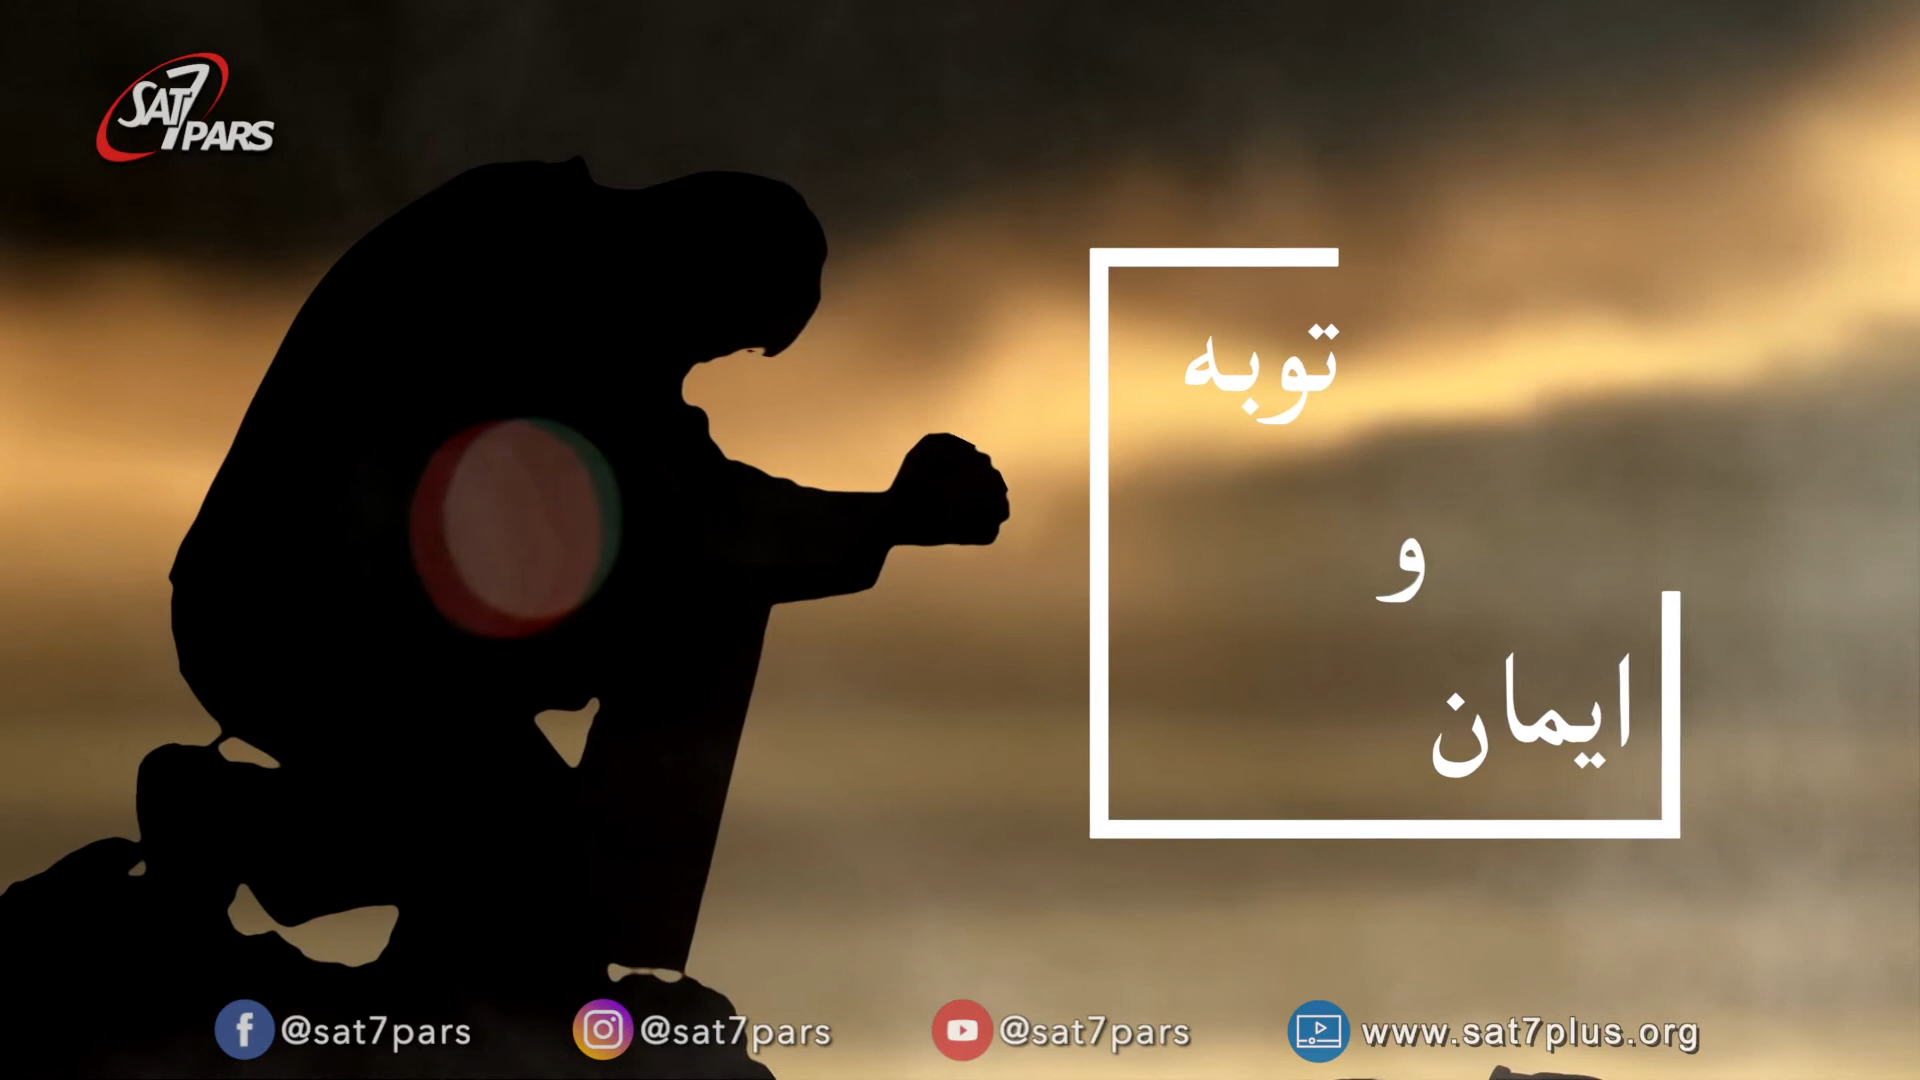 SAT7
PARS
توبه
و
ایمان
@sat7pars
@sat7pars
@sat7pars
www.sat7plus.org